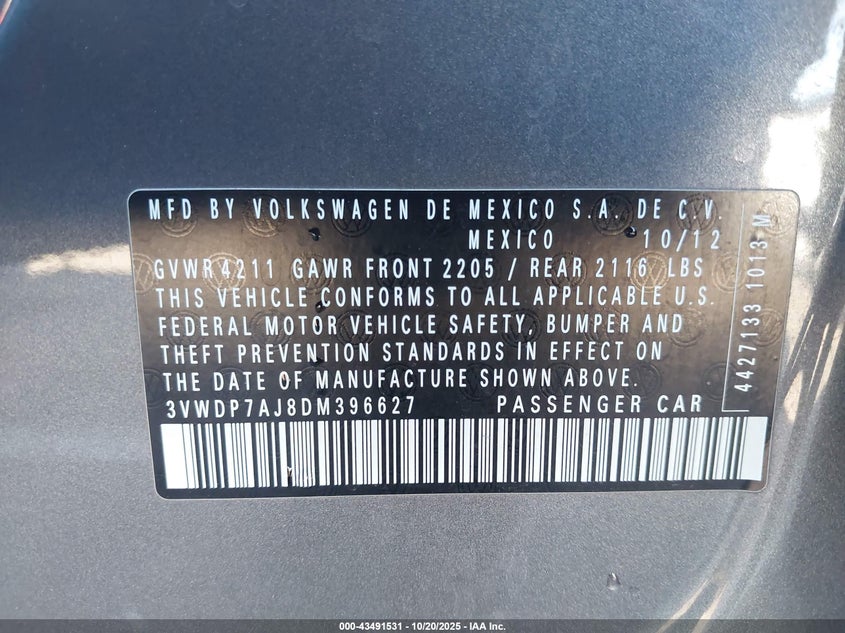 MFD BY VOLKSWAGEN DE MEXICO S.A. DE C.V.
MEXICO 10/12
GVWR 4211 GAWR FRONT 2205 / REAR 2116 LBS
THIS VEHICLE CONFORMS TO ALL APPLICABLE U.S.
FEDERAL MOTOR VEHICLE SAFETY, BUMPER AND
THEFT PREVENTION STANDARDS IN EFFECT ON
THE DATE OF MANUFACTURE SHOWN ABOVE.
3VWDP7AJ8DM396627 PASSENGER CAR
4427133 1013 M
000-43491531 - 10/20/2025 - IAA Inc.